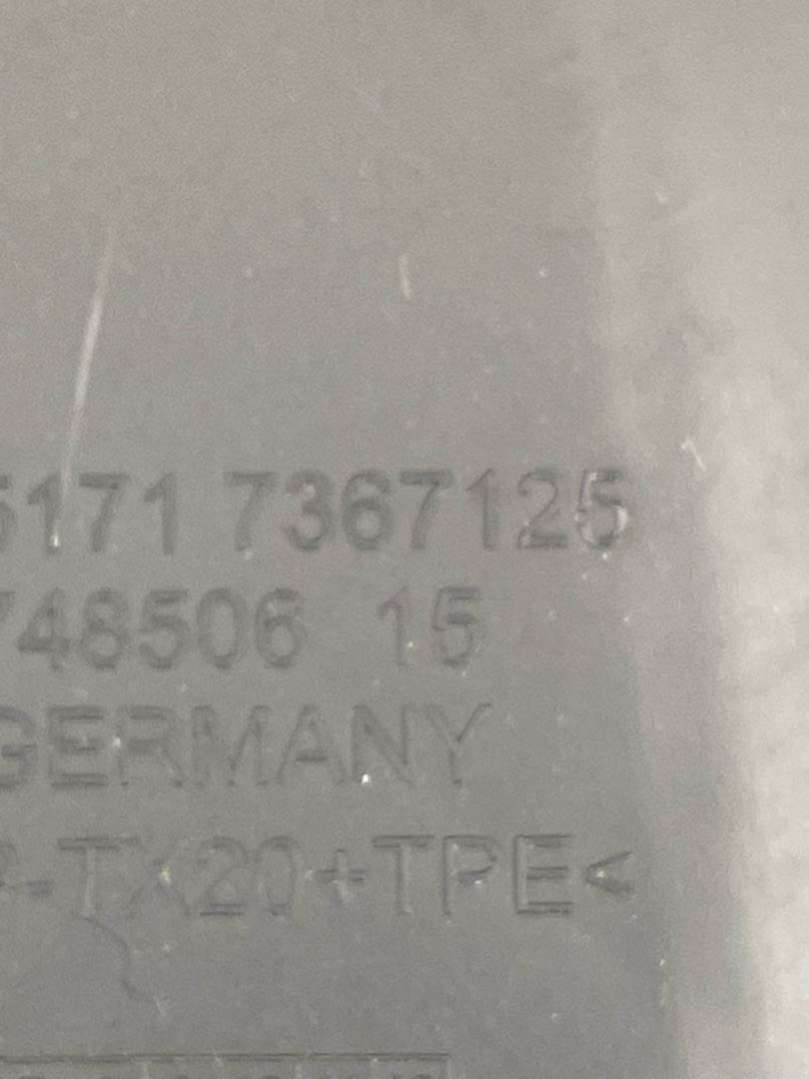 5171 7367125
748506 15
GERMANY
P-TX20+TPE<